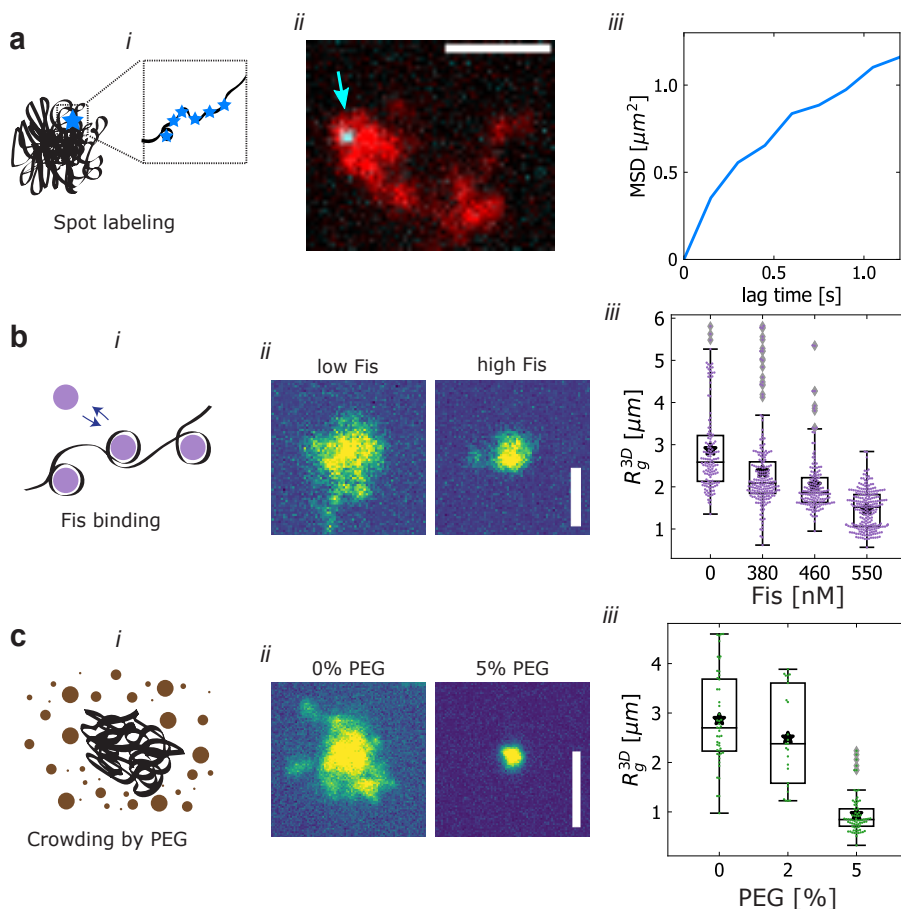 a
i
Spot labeling
ii
iii
MSD [μm²]
1.0
0.5
0
0 0.5 1.0
lag time [s]
b
i
Fis binding
ii
low Fis high Fis
iii
R_g^3D [μm]
6
5
4
3
2
1
0 380 460 550
Fis [nM]
c
i
Crowding by PEG
ii
0% PEG 5% PEG
iii
R_g^3D [μm]
4
3
2
1
0 2 5
PEG [%]